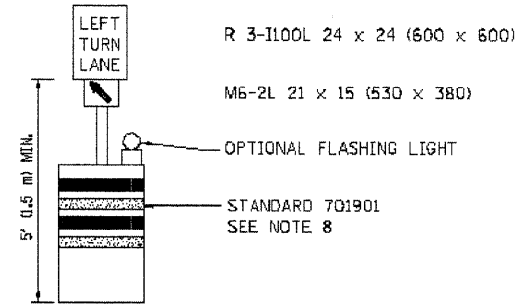 LEFT
TURN
LANE
R 3-I100L 24 x 24 (600 x 600)
M6-2L 21 x 15 (530 x 380)
OPTIONAL FLASHING LIGHT
STANDARD 701901
SEE NOTE 8
5' (1.5 m) MIN.